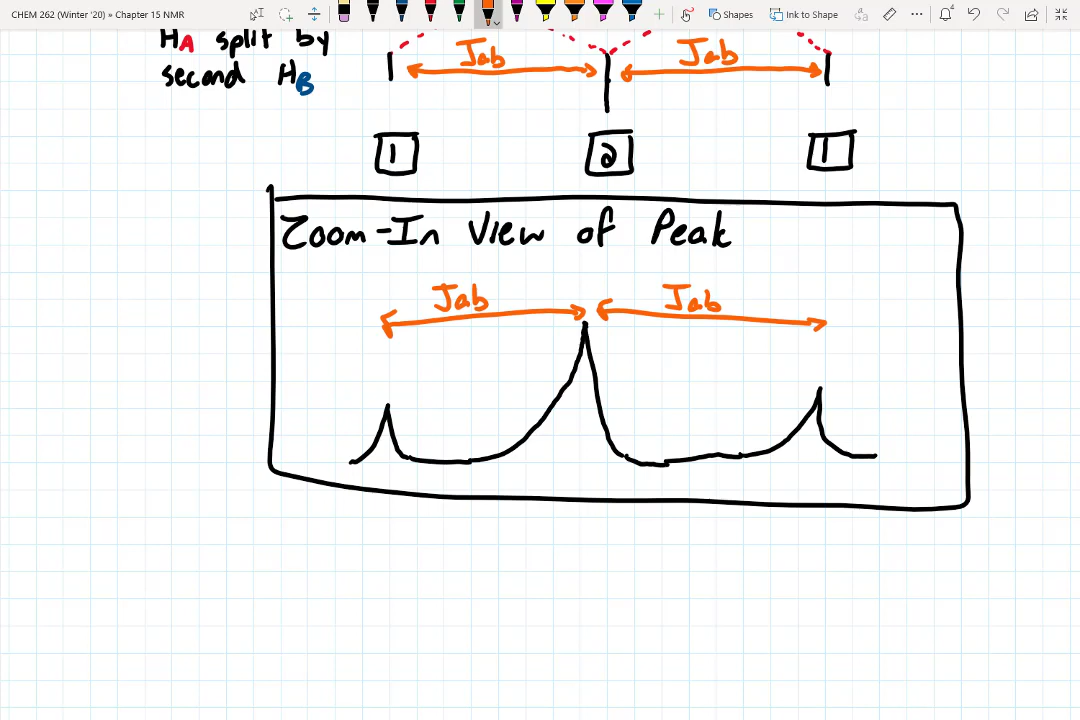 CHEM 262 (Winter '20) » Chapter 15 NMR
Shapes
Ink to Shape
HA split by
second HB
Jab Jab
1 2 1
Zoom-In View of Peak
Jab Jab